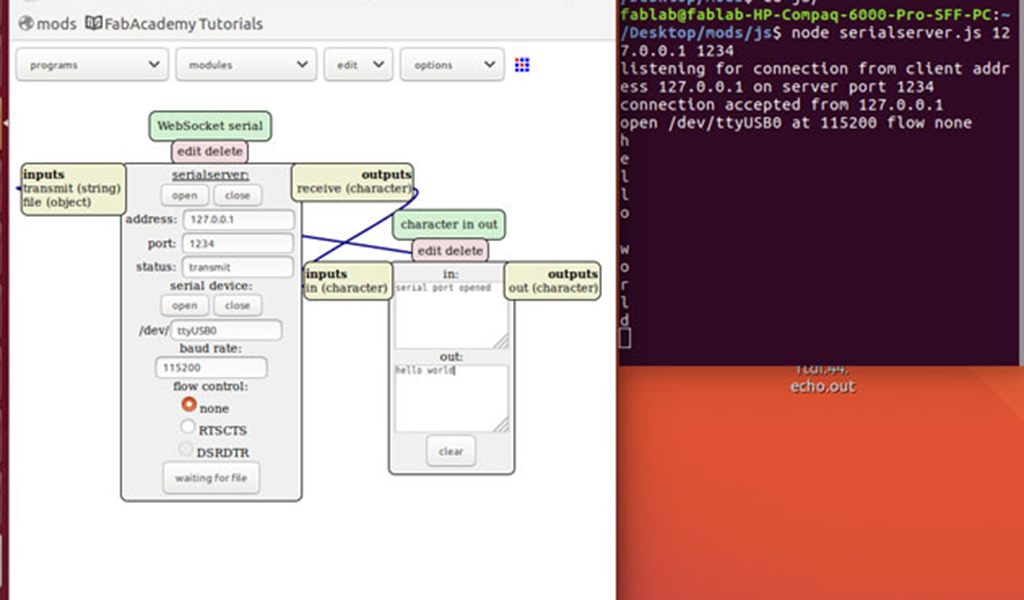 mods FabAcademy Tutorials
programs modules edit options
WebSocket serial
edit delete
inputs
transmit (string)
file (object)
serialserver:
open close
address: 127.0.0.1
port: 1234
status: transmit
serial device:
open close
/dev/ ttyUSB0
baud rate:
115200
flow control:
none
RTSCTS
DSRDTR
waiting for file
outputs
receive (character)
character in out
edit delete
inputs
in (character)
in:
serial port opened
out:
hello world
clear
outputs
out (character)
fablab@fablab-HP-Compaq-6000-Pro-SFF-PC:~
/Desktop/mods/js$ node serialserver.js 12
7.0.0.1 1234
listening for connection from client addr
ess 127.0.0.1 on server port 1234
connection accepted from 127.0.0.1
open /dev/ttyUSB0 at 115200 flow none
h
e
l
l
o
w
o
r
l
d
echo.out